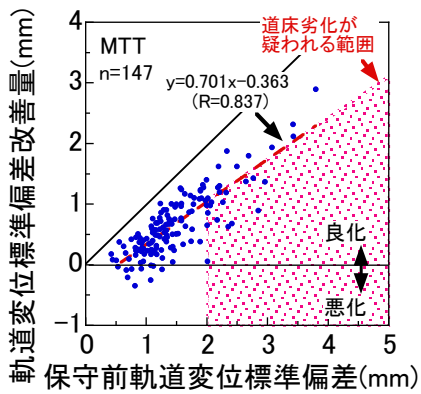 軌道変位標準偏差改善量(mm)
4
3
2
1
0
-1
MTT
n=147
道床劣化が
疑われる範囲
y=0.701x-0.363
(R=0.837)
良化
悪化
0 1 2 3 4 5
保守前軌道変位標準偏差(mm)